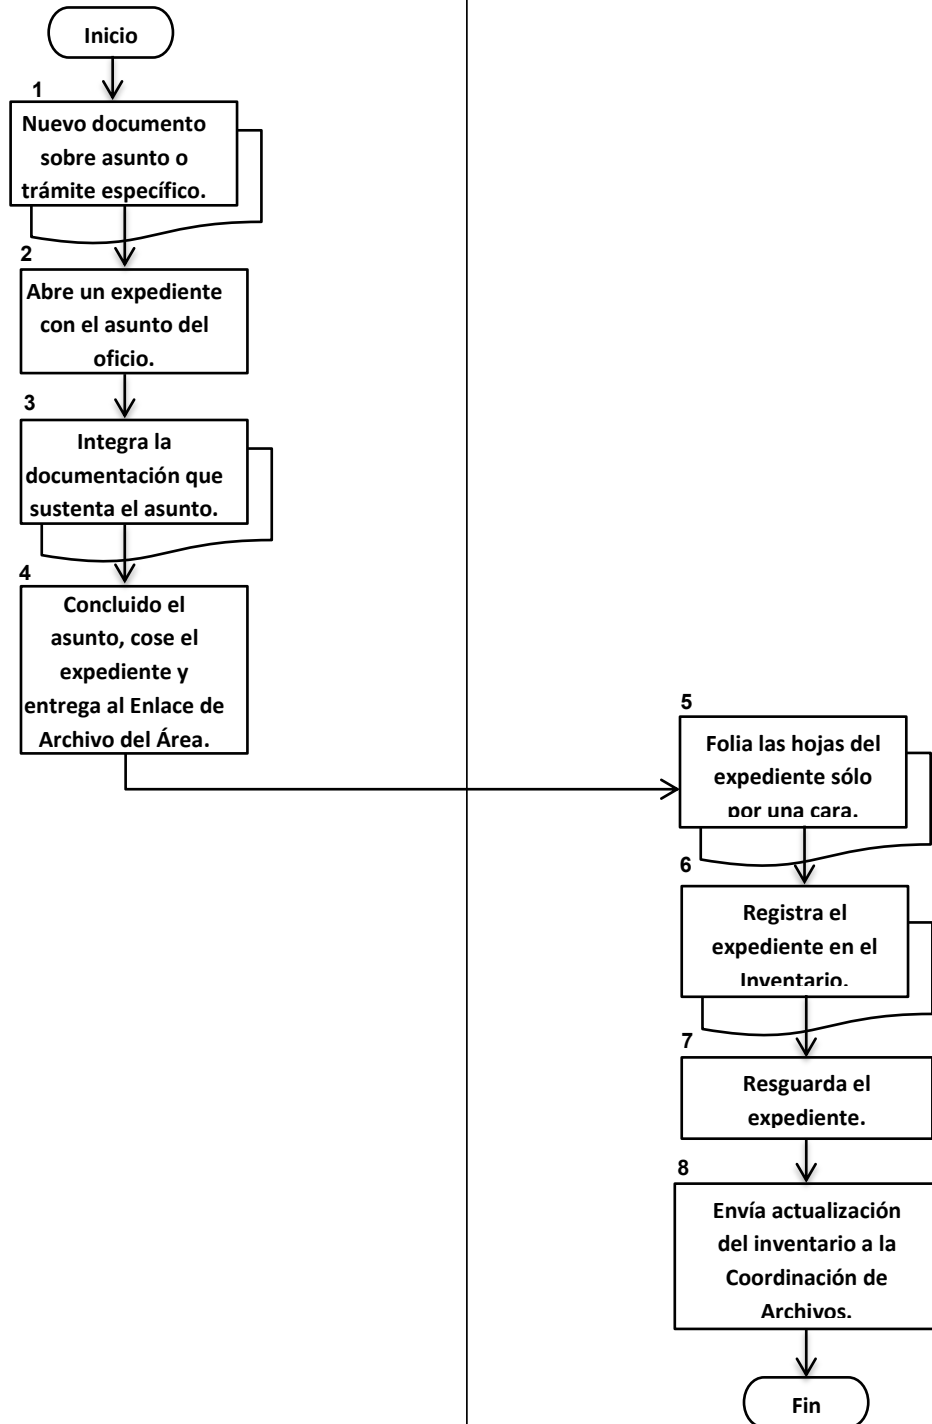 Inicio
1
Nuevo documento
sobre asunto o
trámite específico.
2
Abre un expediente
con el asunto del
oficio.
3
Integra la
documentación que
sustenta el asunto.
4
Concluido el
asunto, cose el
expediente y
entrega al Enlace de
Archivo del Área.
5
Folia las hojas del
expediente sólo
por una cara.
6
Registra el
expediente en el
Inventario.
7
Resguarda el
expediente.
8
Envía actualización
del inventario a la
Coordinación de
Archivos.
Fin